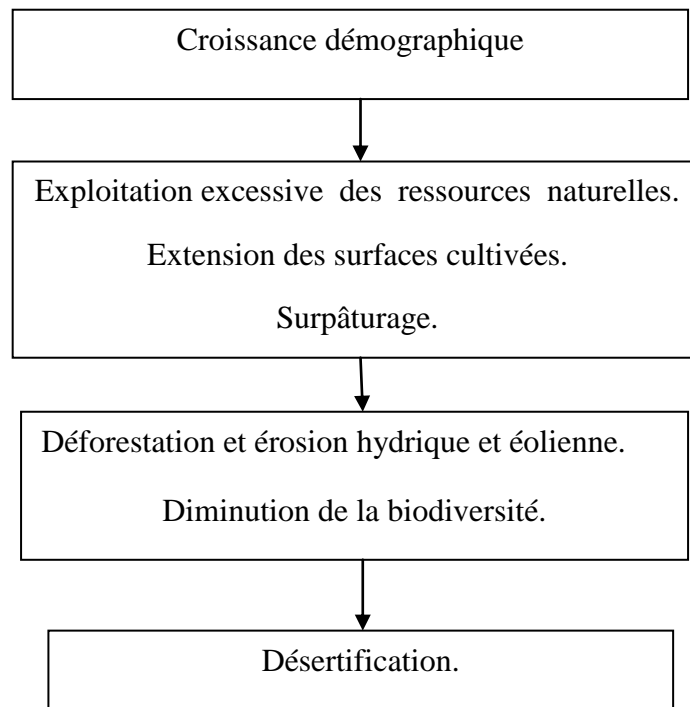 Croissance démographique
Exploitation excessive des ressources naturelles.
Extension des surfaces cultivées.
Surpâturage.
Déforestation et érosion hydrique et éolienne.
Diminution de la biodiversité.
Désertification.